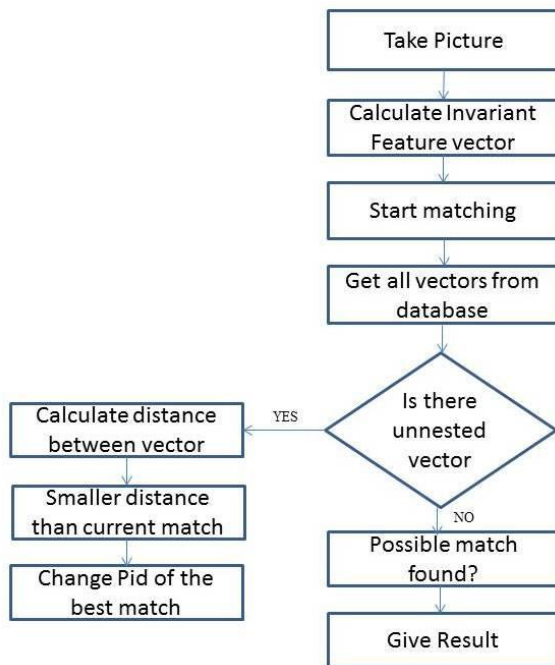 Take Picture
Calculate Invariant
Feature vector
Start matching
Get all vectors from
database
Is there
unnested
vector
YES
Calculate distance
between vector
Smaller distance
than current match
Change Pid of the
best match
NO
Possible match
found?
Give Result